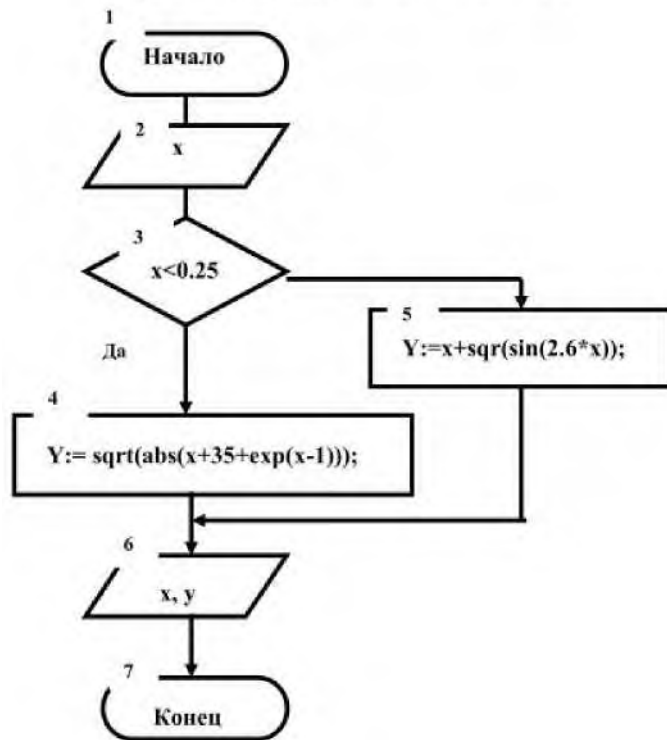 1
Начало
2
x
3
x<0.25
Да
5
Y:=x+sqr(sin(2.6*x));
4
Y:= sqrt(abs(x+35+exp(x-1)));
6
x, y
7
Конец